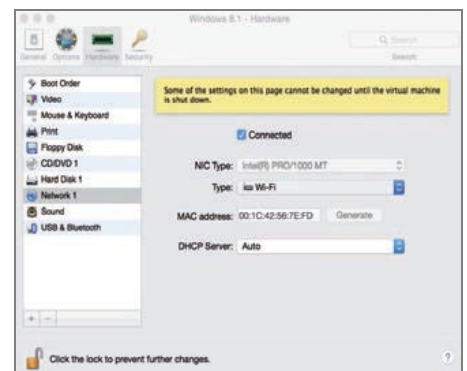 Windows 8.1 - Hardware
General Options Hardware Security
Search
Search
Boot Order
Video
Mouse & Keyboard
Print
Floppy Disk
CD/DVD 1
Hard Disk 1
Network 1
Sound
USB & Bluetooth
+ -
Some of the settings on this page cannot be changed until the virtual machine
is shut down.
Connected
NIC Type: Intel(R) PRO/1000 MT
Type: Wi-Fi
MAC address: 00:1C:42:56:7E:FD Generate
DHCP Server: Auto
Click the lock to prevent further changes.
?